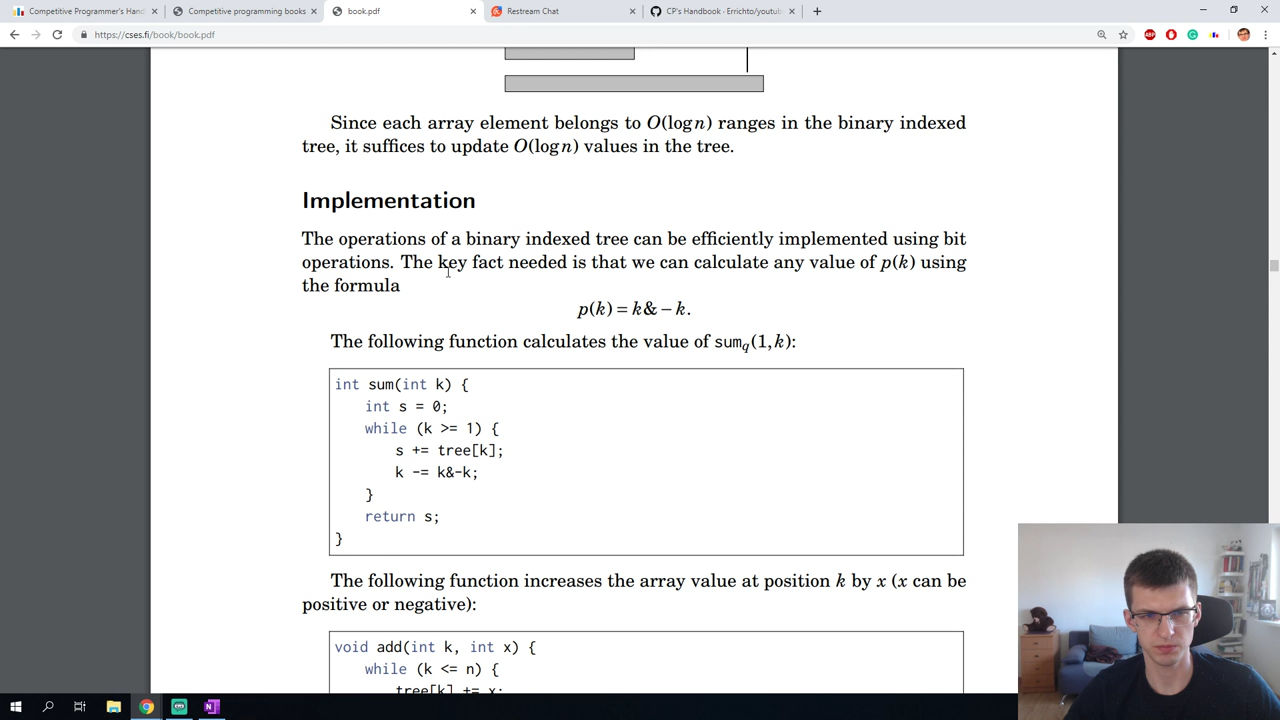 Competitive Programmer's Hand
Competitive programming books
book.pdf
Restream Chat
CP's Handbook · Errichto/youtub
https://cses.fi/book/book.pdf
Since each array element belongs to O(log n) ranges in the binary indexed
tree, it suffices to update O(log n) values in the tree.
Implementation
The operations of a binary indexed tree can be efficiently implemented using bit
operations. The key fact needed is that we can calculate any value of p(k) using
the formula
p(k) = k& − k.
The following function calculates the value of sumq(1,k):
int sum(int k) {
int s = 0;
while (k >= 1) {
s += tree[k];
k -= k&-k;
}
return s;
}
The following function increases the array value at position k by x (x can be
positive or negative):
void add(int k, int x) {
while (k <= n) {
tree[k] += x;